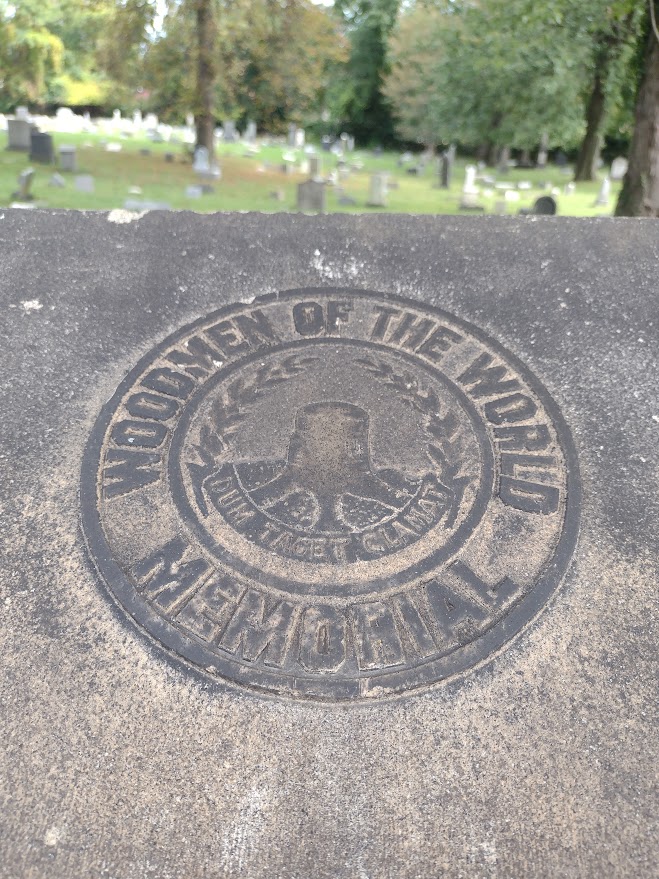 WOODMEN OF THE WORLD
DUM TACET CLAMAT
MEMORIAL